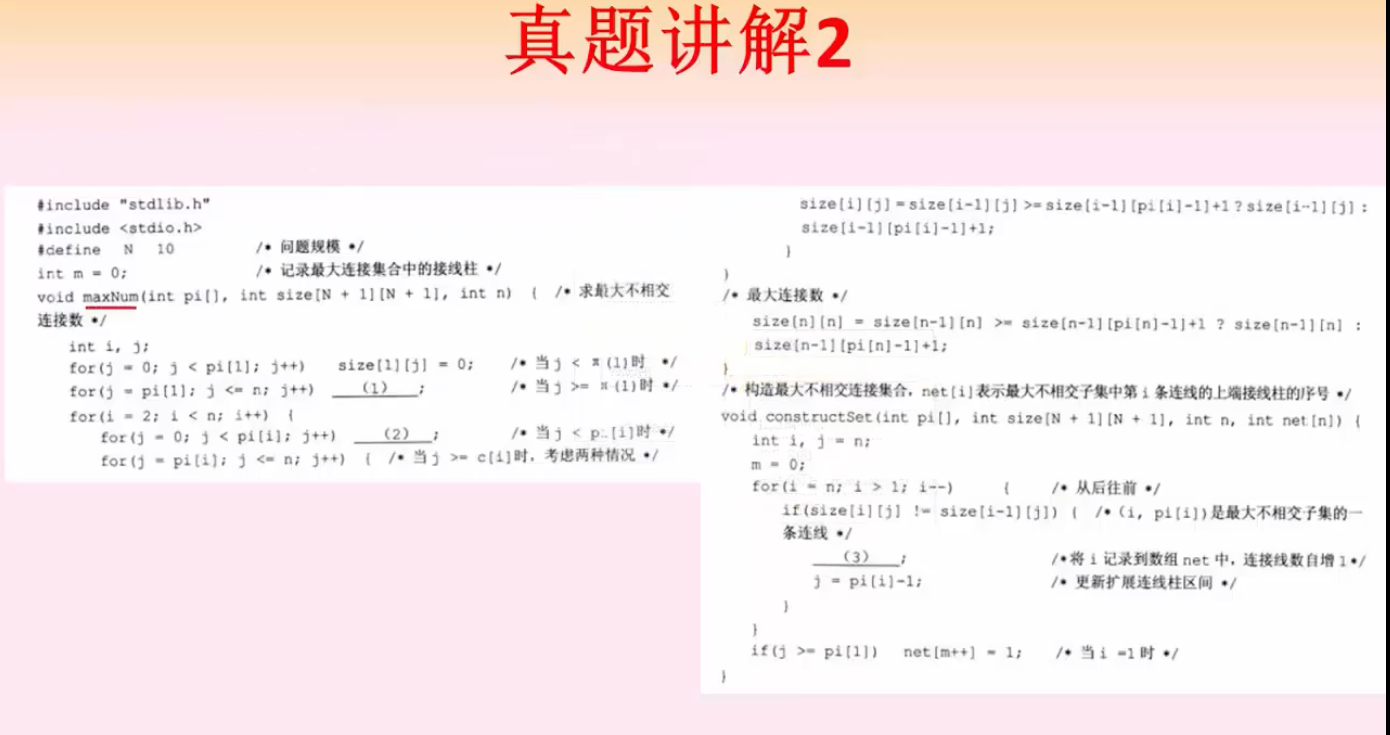 真题讲解2
#include "stdlib.h"
#include <stdio.h>
#define N 10 /* 问题规模 */
int m = 0; /* 记录最大连接集合中的接线柱 */
void maxNum(int pi[], int size[N + 1][N + 1], int n) { /* 求最大不相交
连接数 */
int i, j;
for(j = 0; j < pi[1]; j++) size[1][j] = 0; /* 当 j < π(1)时 */
for(j = pi[1]; j <= n; j++) (1) ; /* 当 j >= π(1)时 */
for(i = 2; i < n; i++) {
for(j = 0; j < pi[i]; j++) (2) ; /* 当 j < pi[i]时 */
for(j = pi[i]; j <= n; j++) { /* 当 j >= c[i]时，考虑两种情况 */
size[i][j] = size[i-1][j] >= size[i-1][pi[i]-1]+1 ? size[i-1][j] :
size[i-1][pi[i]-1]+1;
}
}
/* 最大连接数 */
size[n][n] = size[n-1][n] >= size[n-1][pi[n]-1]+1 ? size[n-1][n] :
size[n-1][pi[n]-1]+1;
}
/* 构造最大不相交连接集合，net[i]表示最大不相交子集中第 i 条连线的上端接线柱的序号 */
void constructSet(int pi[], int size[N + 1][N + 1], int n, int net[n]) {
int i, j = n;
m = 0;
for(i = n; i > 1; i--) { /* 从后往前 */
if(size[i][j] != size[i-1][j]) { /* (i, pi[i])是最大不相交子集的一
条连线 */
(3) ; /*将 i 记录到数组 net 中，连接线数自增 1*/
j = pi[i]-1; /* 更新扩展连线柱区间 */
}
}
if(j >= pi[1]) net[m++] = 1; /* 当 i =1 时 */
}